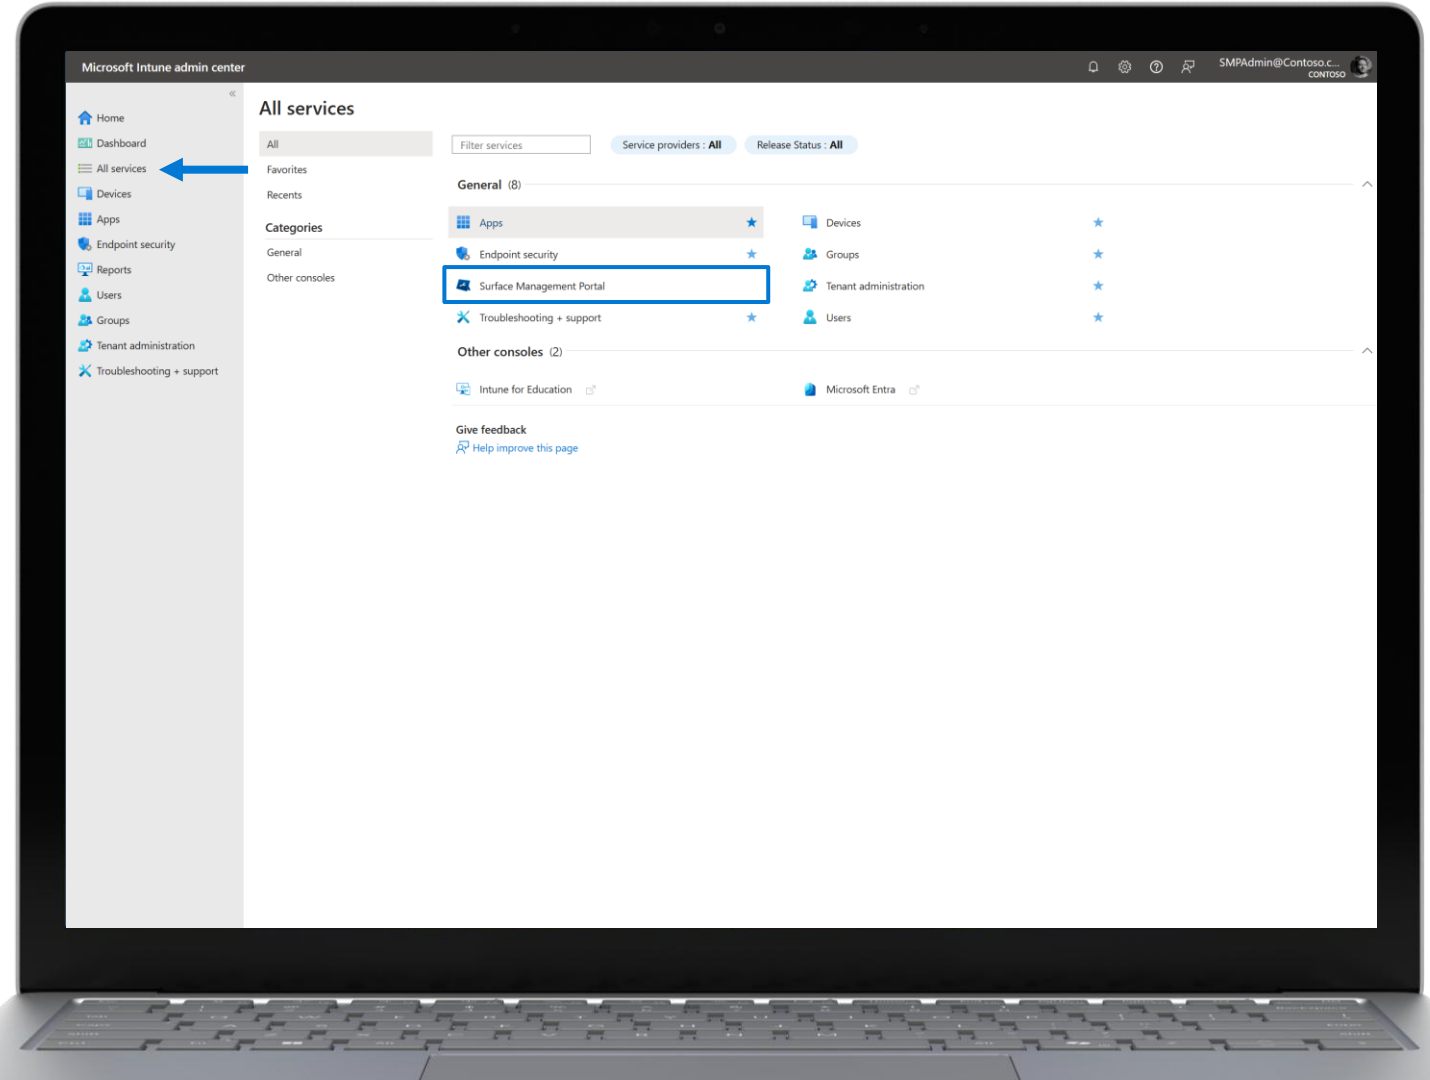 Microsoft Intune admin center
SMPAdmin@Contoso.c...
CONTOSO
«
Home
Dashboard
All services
Devices
Apps
Endpoint security
Reports
Users
Groups
Tenant administration
Troubleshooting + support
All services
All
Favorites
Recents
Categories
General
Other consoles
Filter services
Service providers : All
Release Status : All
General (8)
Apps
Devices
Endpoint security
Groups
Surface Management Portal
Tenant administration
Troubleshooting + support
Users
Other consoles (2)
Intune for Education
Microsoft Entra
Give feedback
Help improve this page